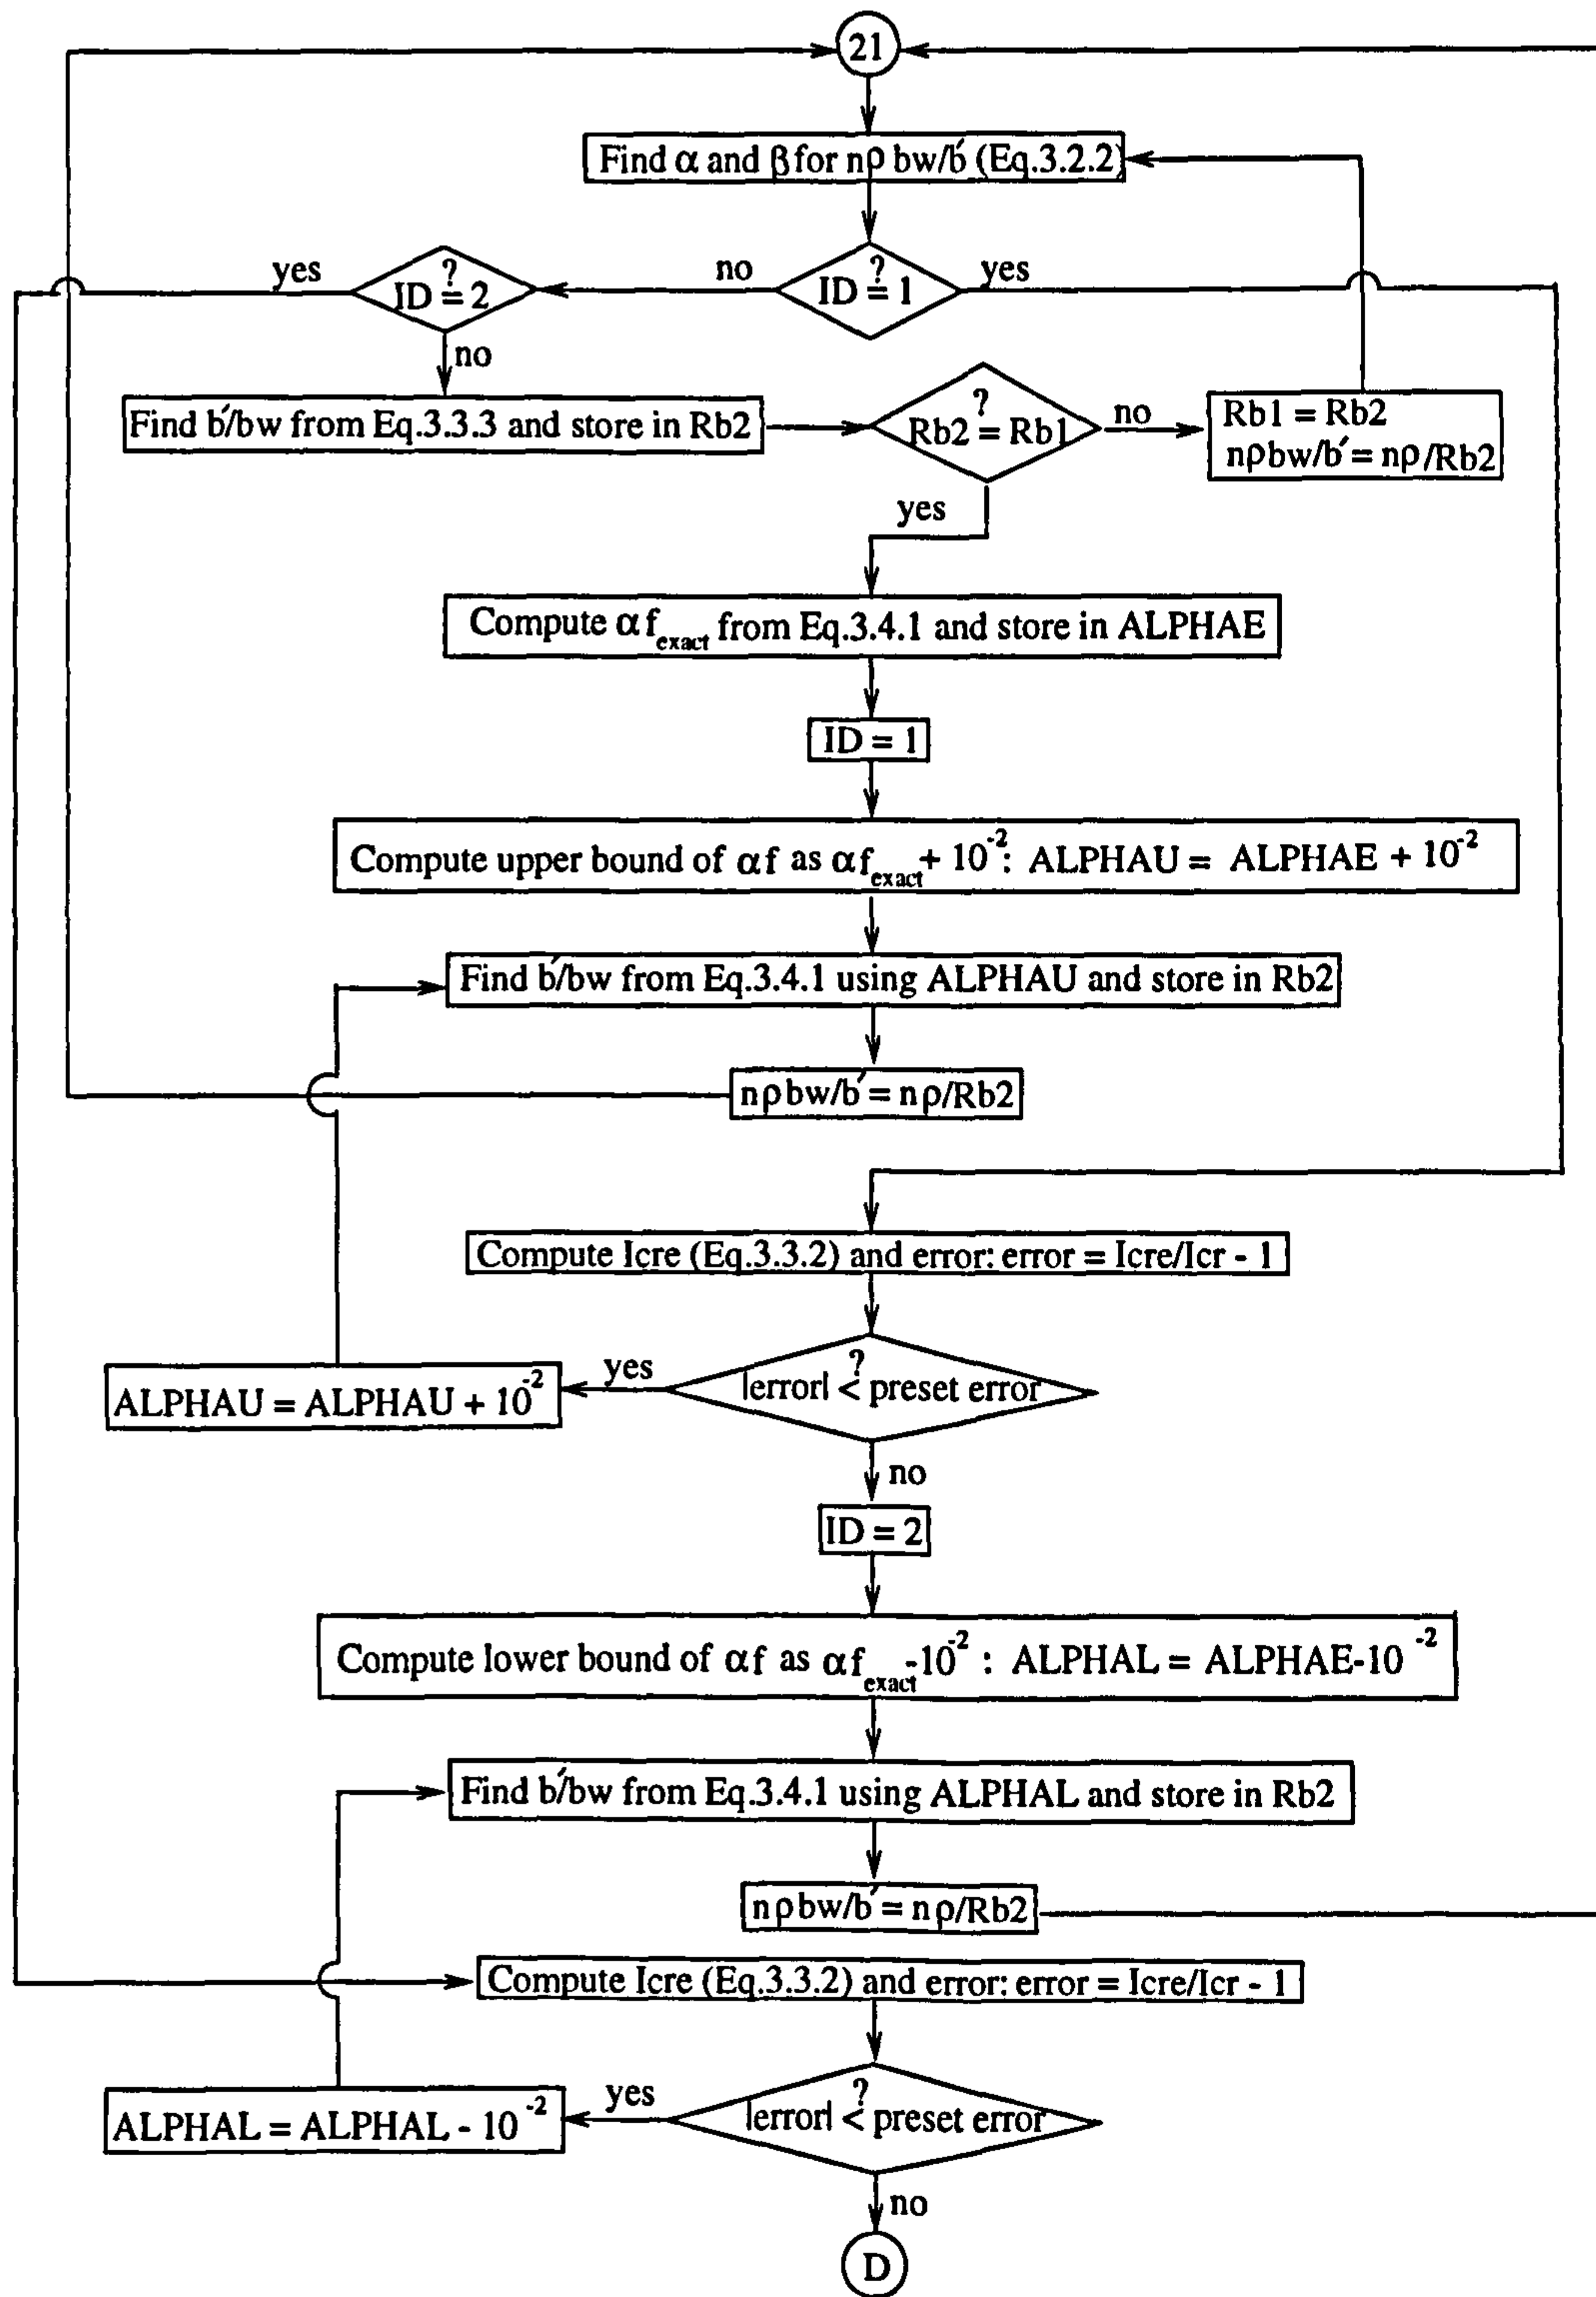 21
Find α and β for nρ bw/b′ (Eq.3.2.2)
yes
ID ?= 2
no
ID ?= 1
yes
no
Find b′/bw from Eq.3.3.3 and store in Rb2
?
Rb2 = Rb1
no
Rb1 = Rb2
nρbw/b′ = nρ/Rb2
yes
Compute αf_exact from Eq.3.4.1 and store in ALPHAE
ID = 1
Compute upper bound of αf as αf_exact + 10^-2: ALPHAU = ALPHAE + 10^-2
Find b′/bw from Eq.3.4.1 using ALPHAU and store in Rb2
nρbw/b′ = nρ/Rb2
Compute Icre (Eq.3.3.2) and error: error = Icre/Icr - 1
ALPHAU = ALPHAU + 10^-2
yes
?
|error| < preset error
no
ID = 2
Compute lower bound of αf as αf_exact-10^-2 : ALPHAL = ALPHAE-10^-2
Find b′/bw from Eq.3.4.1 using ALPHAL and store in Rb2
nρbw/b′ = nρ/Rb2
Compute Icre (Eq.3.3.2) and error: error = Icre/Icr - 1
ALPHAL = ALPHAL - 10^-2
yes
?
|error| < preset error
no
D